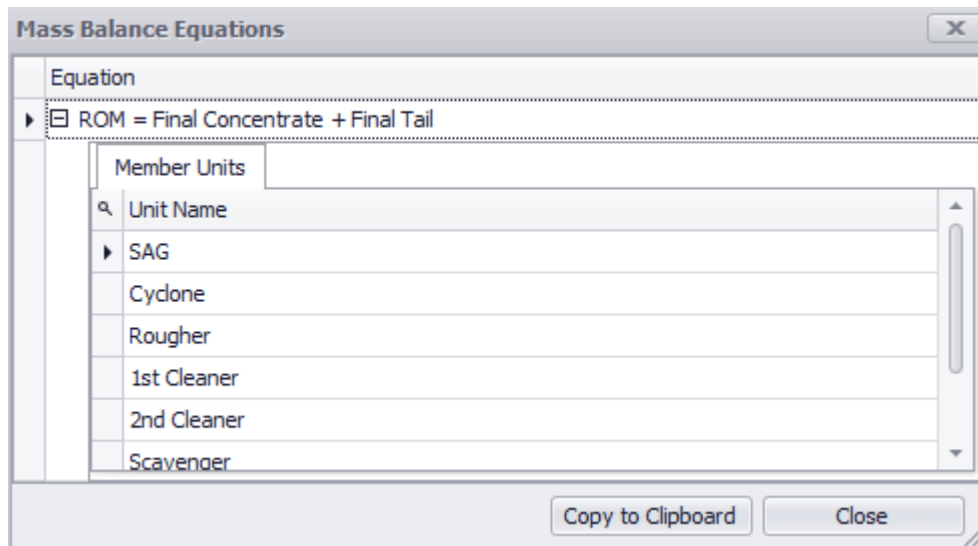 Mass Balance Equations
Equation
ROM = Final Concentrate + Final Tail
Member Units
Unit Name
SAG
Cyclone
Rougher
1st Cleaner
2nd Cleaner
Scavenger
Copy to Clipboard Close